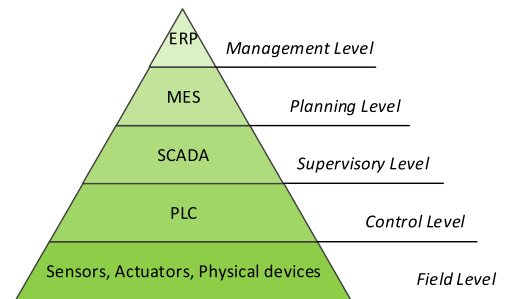 ERP
Management Level
MES
Planning Level
SCADA
Supervisory Level
PLC
Control Level
Sensors, Actuators, Physical devices
Field Level